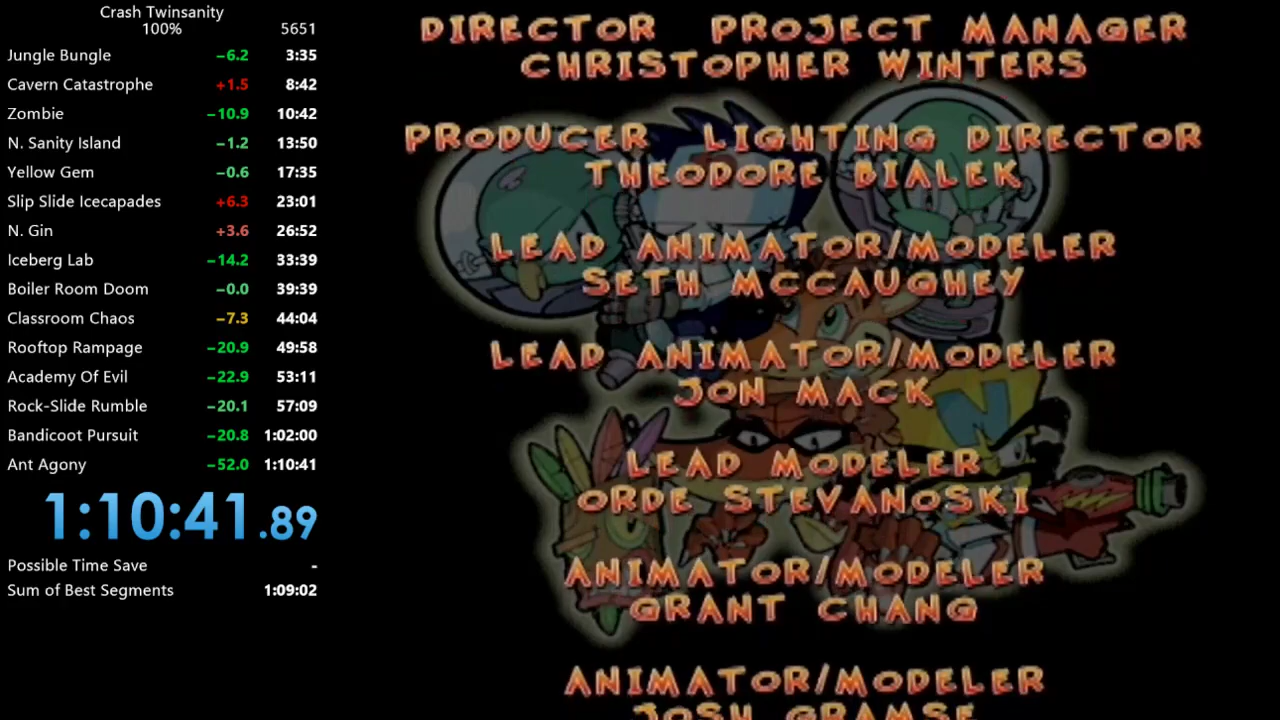 Crash Twinsanity
100% 5651
Jungle Bungle −6.2 3:35
Cavern Catastrophe +1.5 8:42
Zombie −10.9 10:42
N. Sanity Island −1.2 13:50
Yellow Gem −0.6 17:35
Slip Slide Icecapades +6.3 23:01
N. Gin +3.6 26:52
Iceberg Lab −14.2 33:39
Boiler Room Doom −0.0 39:39
Classroom Chaos −7.3 44:04
Rooftop Rampage −20.9 49:58
Academy Of Evil −22.9 53:11
Rock-Slide Rumble −20.1 57:09
Bandicoot Pursuit −20.8 1:02:00
Ant Agony −52.0 1:10:41
1:10:41.89
Possible Time Save -
Sum of Best Segments 1:09:02
DIRECTOR PROJECT MANAGER
CHRISTOPHER WINTERS
PRODUCER LIGHTING DIRECTOR
THEODORE BIALEK
LEAD ANIMATOR/MODELER
SETH MCCAUGHEY
LEAD ANIMATOR/MODELER
JON MACK
LEAD MODELER
ORDE STEVANOSKI
ANIMATOR/MODELER
GRANT CHANG
ANIMATOR/MODELER
JOSH GRAMSE
N